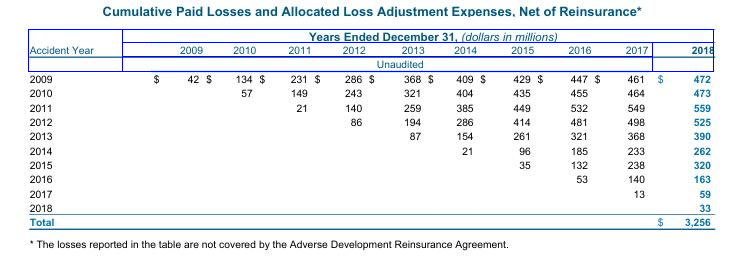 Cumulative Paid Losses and Allocated Loss Adjustment Expenses, Net of Reinsurance*
Years Ended December 31, (dollars in millions)
Accident Year 2009 2010 2011 2012 2013 2014 2015 2016 2017 2018
Unaudited
2009 $ 42 $ 134 $ 231 $ 286 $ 368 $ 409 $ 429 $ 447 $ 461 $ 472
2010 57 149 243 321 404 435 455 464 473
2011 21 140 259 385 449 532 549 559
2012 86 194 286 414 481 498 525
2013 87 154 261 321 368 390
2014 21 96 185 233 262
2015 35 132 238 320
2016 53 140 163
2017 13 59
2018 33
Total $ 3,256
* The losses reported in the table are not covered by the Adverse Development Reinsurance Agreement.